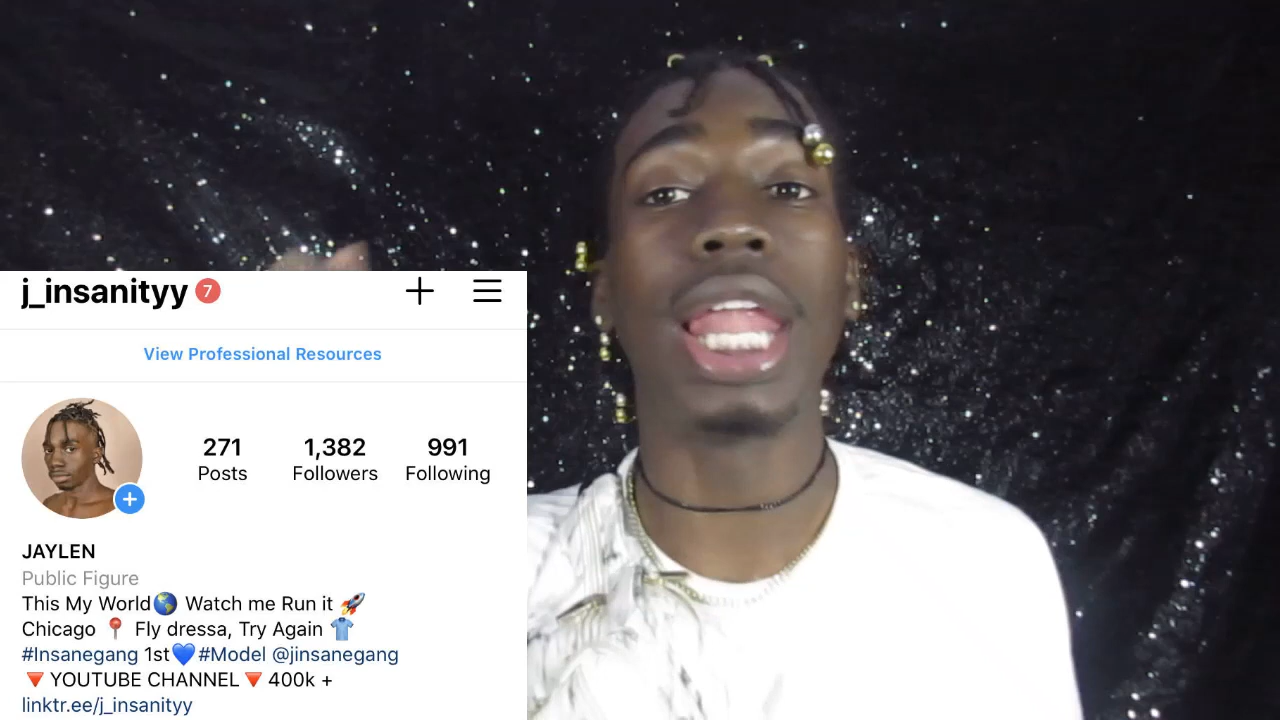 j_insanityy 7
View Professional Resources
271 1,382 991
Posts Followers Following
JAYLEN
Public Figure
This My World🌎 Watch me Run it 🚀
Chicago 📍 Fly dressa, Try Again 👕
#Insanegang 1st💙#Model @jinsanegang
🔻YOUTUBE CHANNEL🔻400k +
linktr.ee/j_insanityy